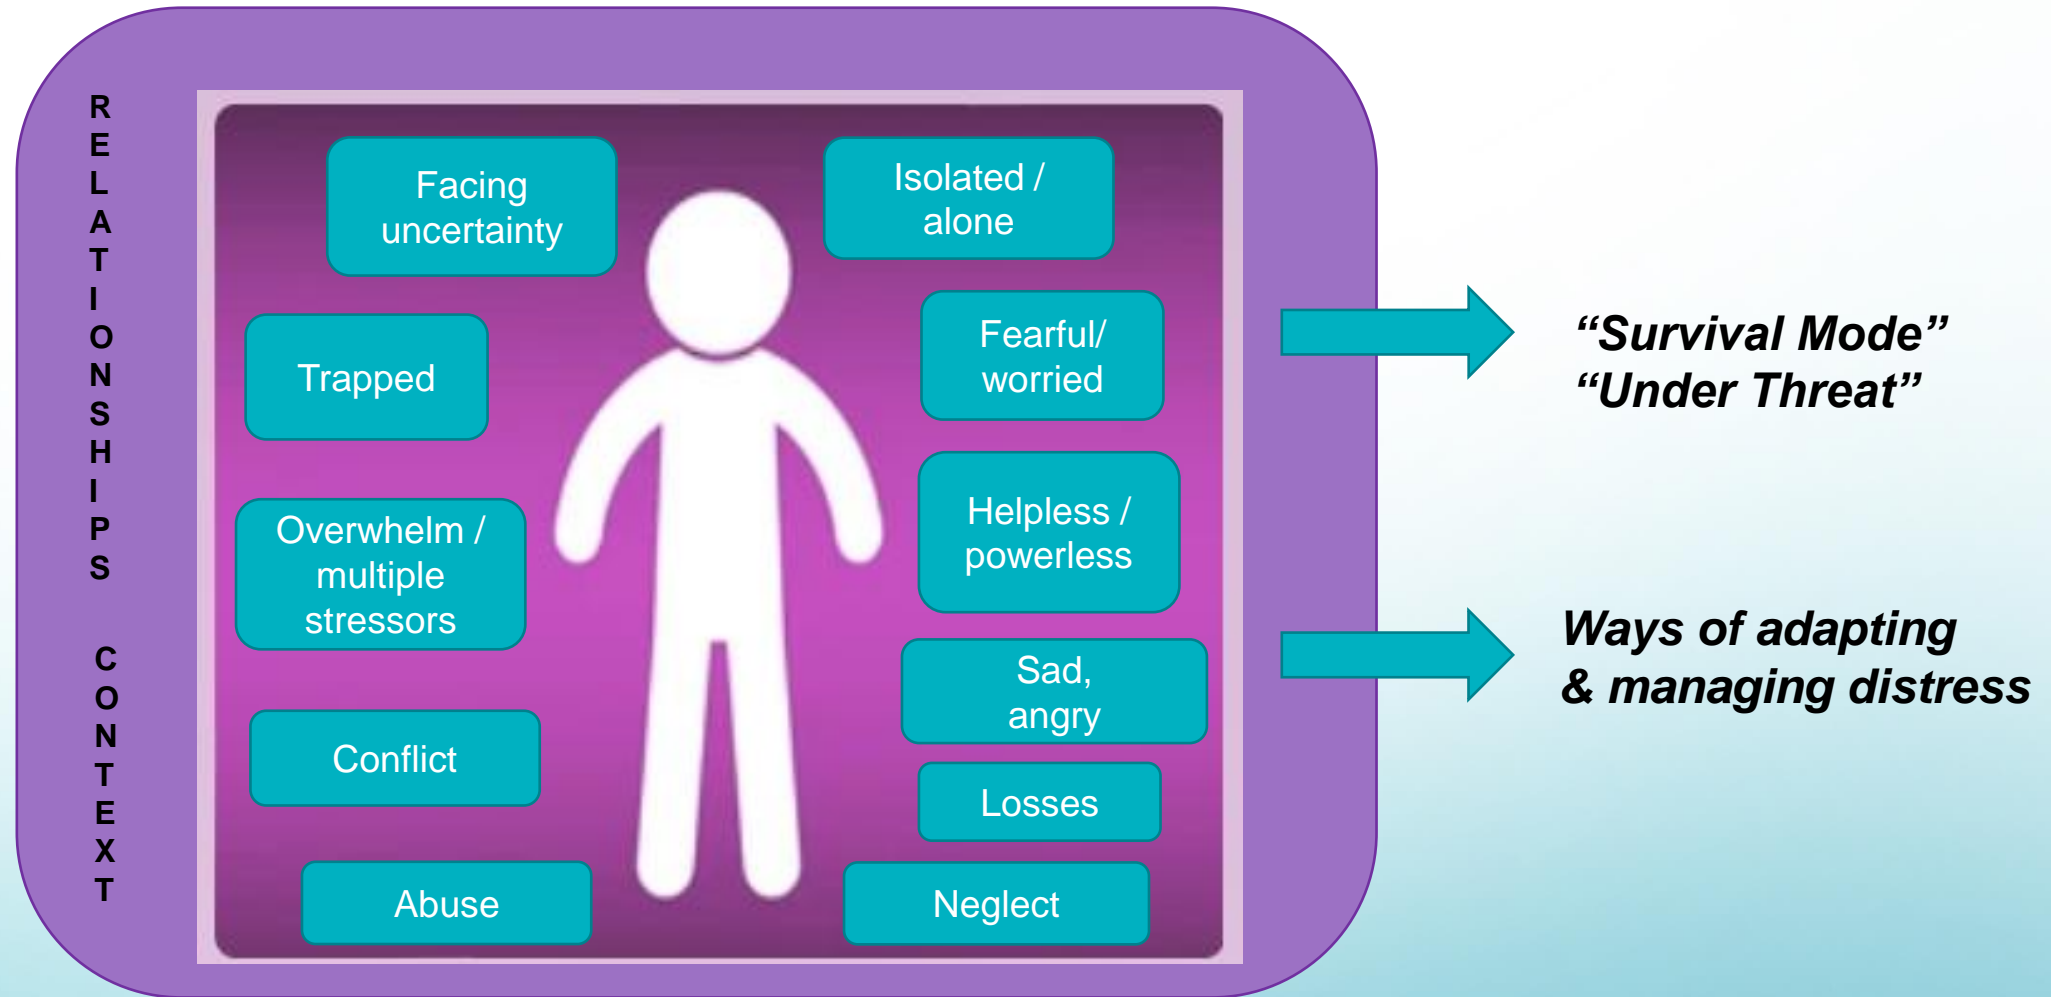 RELATIONSHIPS
CONTEXT
Facing
uncertainty
Isolated /
alone
Trapped
Fearful/
worried
Overwhelm /
multiple
stressors
Helpless /
powerless
Sad,
angry
Conflict
Losses
Abuse
Neglect
“Survival Mode”
“Under Threat”
Ways of adapting
& managing distress